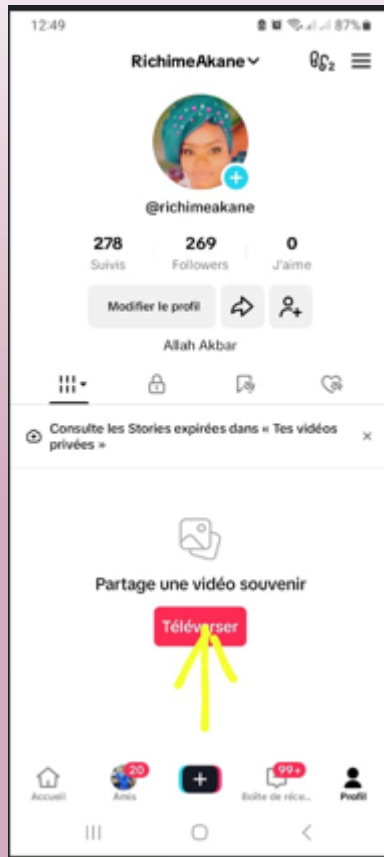 12:49
87%
RichimeAkane
@richimeakane
278 269 0
Suivis Followers J'aime
Modifier le profil
Allah Akbar
Consulte les Stories expirées dans « Tes vidéos
privées »
Partage une vidéo souvenir
Téléverser
20 99+
Accueil Amis Boîte de réce... Profil